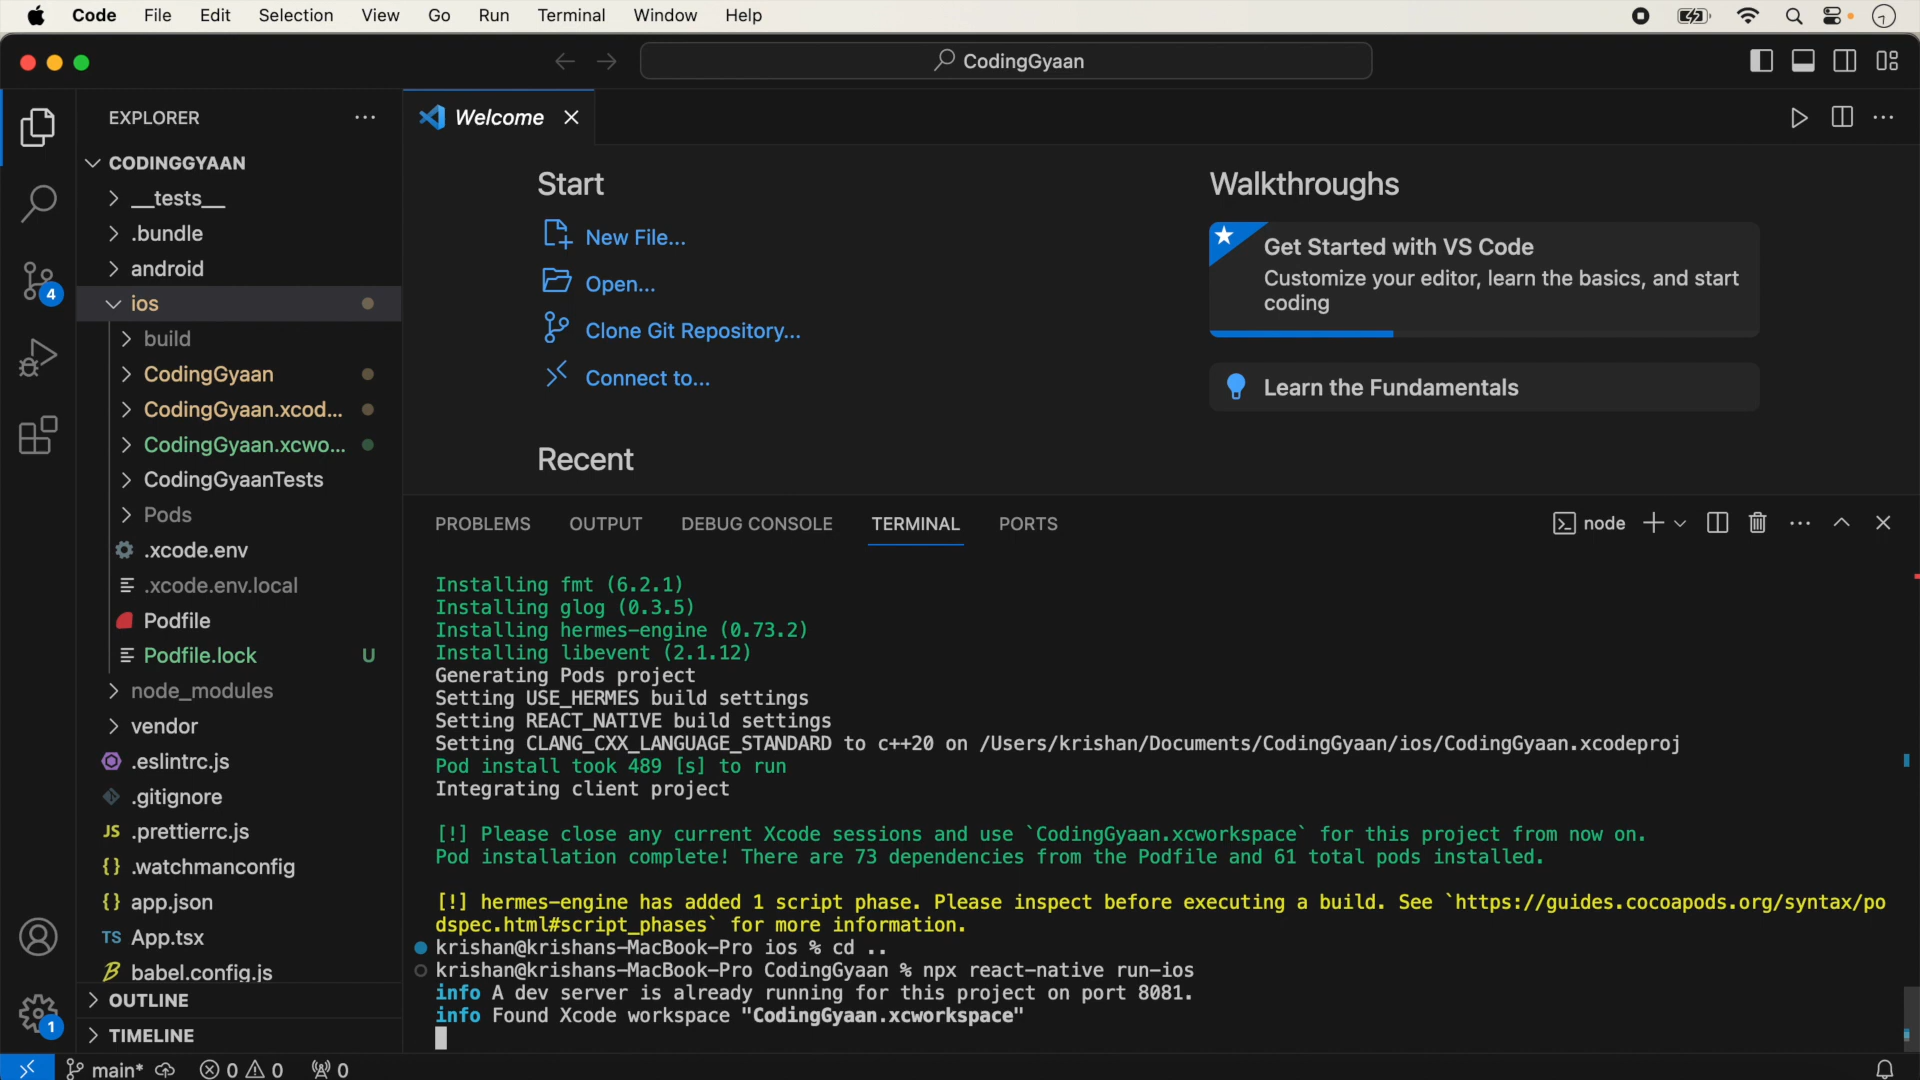 Code File Edit Selection View Go Run Terminal Window Help
CodingGyaan
EXPLORER
CODINGGYAAN
__tests__
.bundle
android
ios
build
CodingGyaan
CodingGyaan.xcod...
CodingGyaan.xcwo...
CodingGyaanTests
Pods
.xcode.env
.xcode.env.local
Podfile
Podfile.lock U
node_modules
vendor
.eslintrc.js
.gitignore
JS .prettierrc.js
{} .watchmanconfig
{} app.json
TS App.tsx
babel.config.js
OUTLINE
TIMELINE
4
1
Welcome
Start
New File...
Open...
Clone Git Repository...
Connect to...
Recent
Walkthroughs
Get Started with VS Code
Customize your editor, learn the basics, and start
coding
Learn the Fundamentals
PROBLEMS OUTPUT DEBUG CONSOLE TERMINAL PORTS
node
Installing fmt (6.2.1)
Installing glog (0.3.5)
Installing hermes-engine (0.73.2)
Installing libevent (2.1.12)
Generating Pods project
Setting USE_HERMES build settings
Setting REACT_NATIVE build settings
Setting CLANG_CXX_LANGUAGE_STANDARD to c++20 on /Users/krishan/Documents/CodingGyaan/ios/CodingGyaan.xcodeproj
Pod install took 489 [s] to run
Integrating client project
[!] Please close any current Xcode sessions and use `CodingGyaan.xcworkspace` for this project from now on.
Pod installation complete! There are 73 dependencies from the Podfile and 61 total pods installed.
[!] hermes-engine has added 1 script phase. Please inspect before executing a build. See `https://guides.cocoapods.org/syntax/po
dspec.html#script_phases` for more information.
krishan@krishans-MacBook-Pro ios % cd ..
krishan@krishans-MacBook-Pro CodingGyaan % npx react-native run-ios
info A dev server is already running for this project on port 8081.
info Found Xcode workspace "CodingGyaan.xcworkspace"
main* 0 0 0